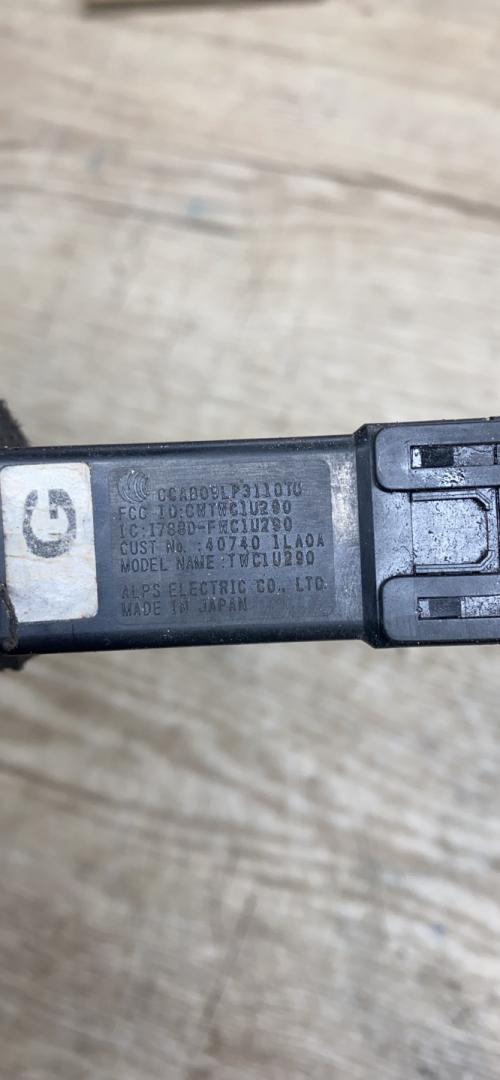 G
CCAB09LP3110T0
FCC ID:CWTWC1U290
IC:1788D-FWC1U290
CUST No.:40740 1LA0A
MODEL NAME:TWC1U290
ALPS ELECTRIC CO., LTD.
MADE IN JAPAN